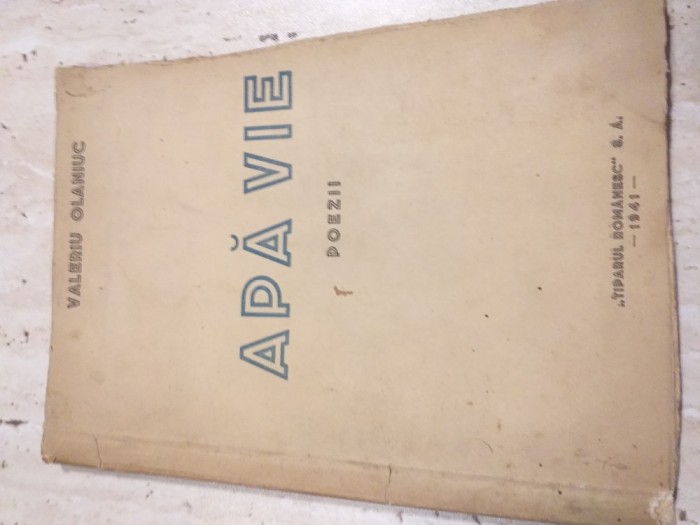 VALERIU OLANIUC
APĂ VIE
POEZII
„TIPARUL ROMÂNESC" S. A.
— 1941 —